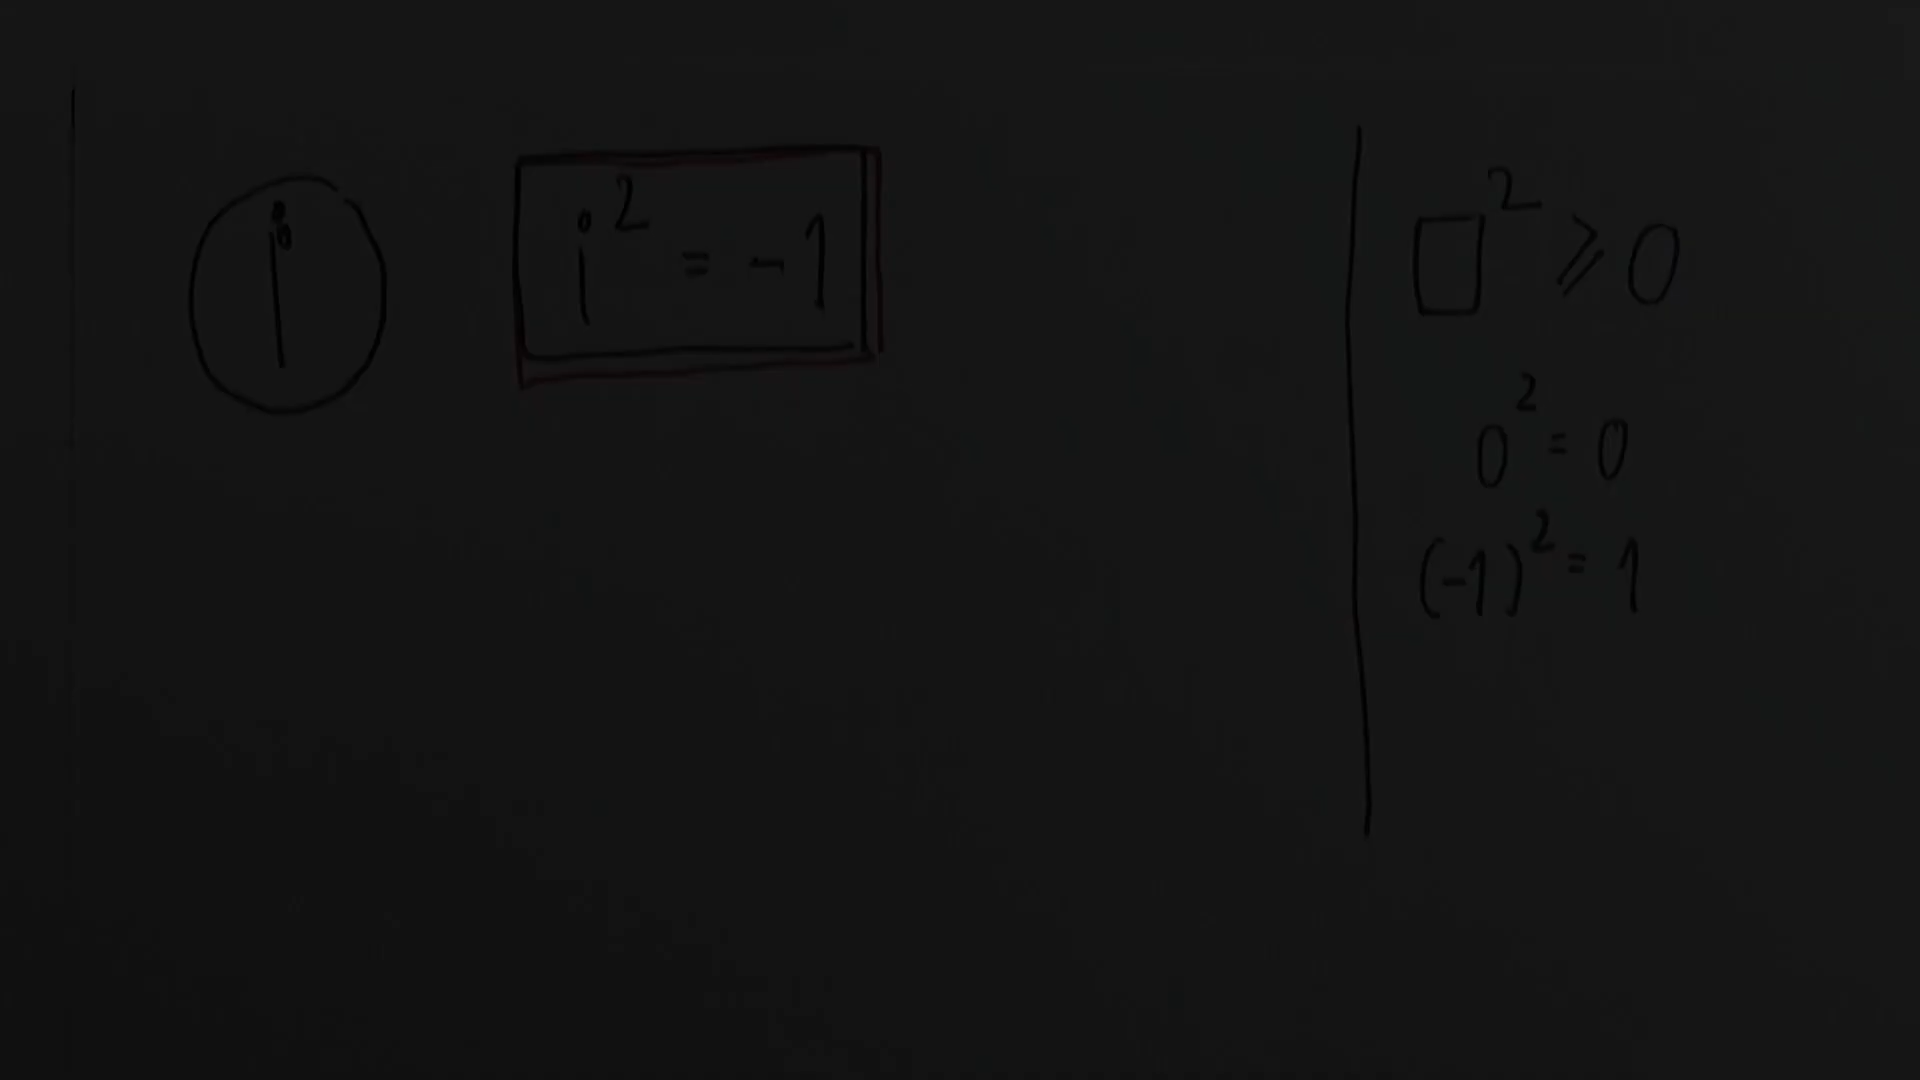 i
i² = -1
□² ⩾ 0
0² = 0
(-1)² = 1